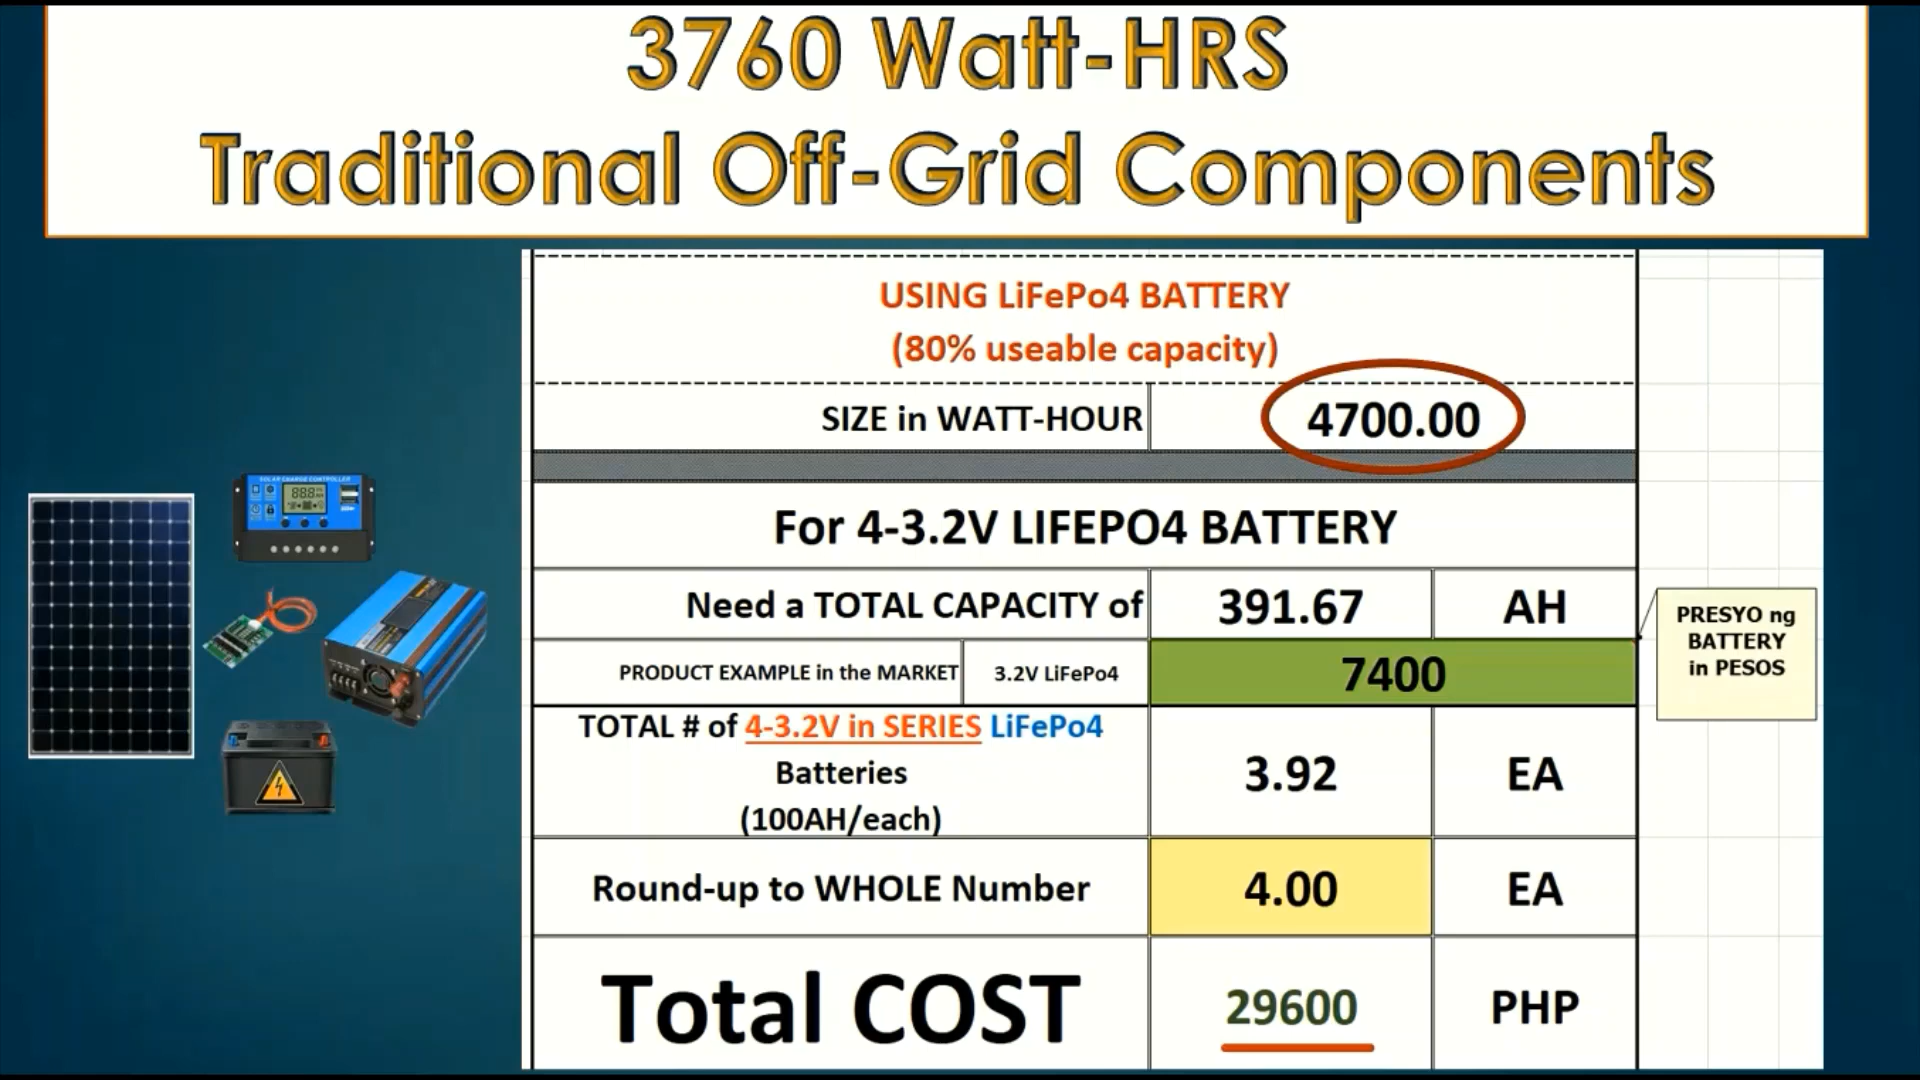 3760 Watt-HRS
Traditional Off-Grid Components
USING LiFePo4 BATTERY
(80% useable capacity)
SIZE in WATT-HOUR 4700.00
For 4-3.2V LIFEPO4 BATTERY
Need a TOTAL CAPACITY of 391.67 AH
PRODUCT EXAMPLE in the MARKET 3.2V LiFePo4 7400
PRESYO ng
BATTERY
in PESOS
TOTAL # of 4-3.2V in SERIES LiFePo4
Batteries
(100AH/each)
3.92 EA
Round-up to WHOLE Number 4.00 EA
Total COST 29600 PHP
SOLAR CHARGE CONTROLLER